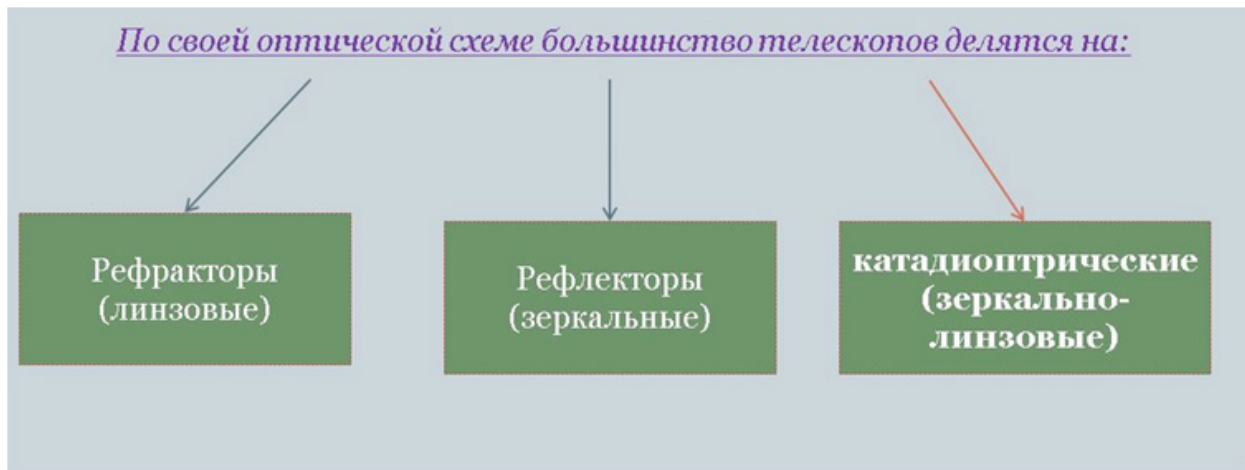 По своей оптической схеме большинство телескопов делятся на:
Рефракторы
(линзовые)
Рефлекторы
(зеркальные)
катадиоптрические
(зеркально-
линзовые)